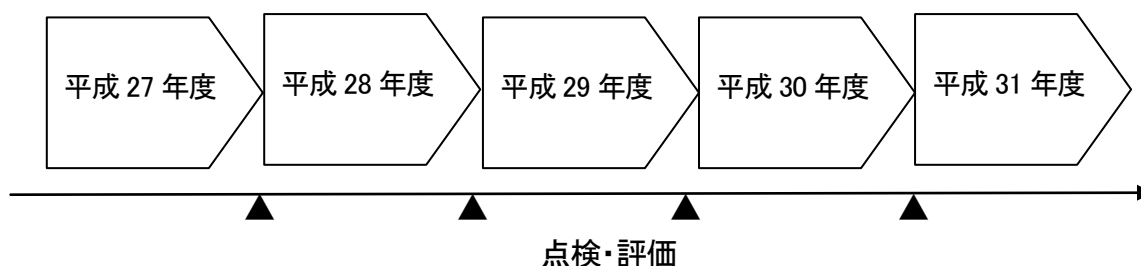 平成 27 年度
平成 28 年度
平成 29 年度
平成 30 年度
平成 31 年度
点検・評価